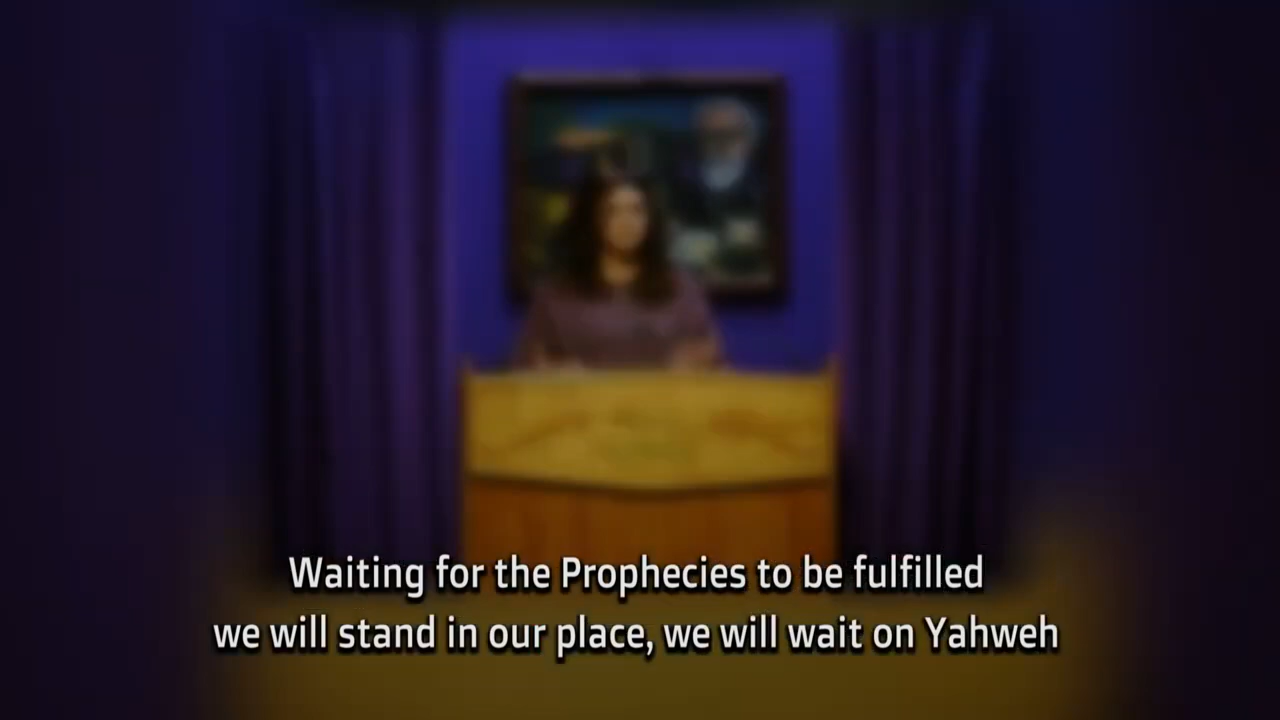 Waiting for the Prophecies to be fulfilled
we will stand in our place, we will wait on Yahweh